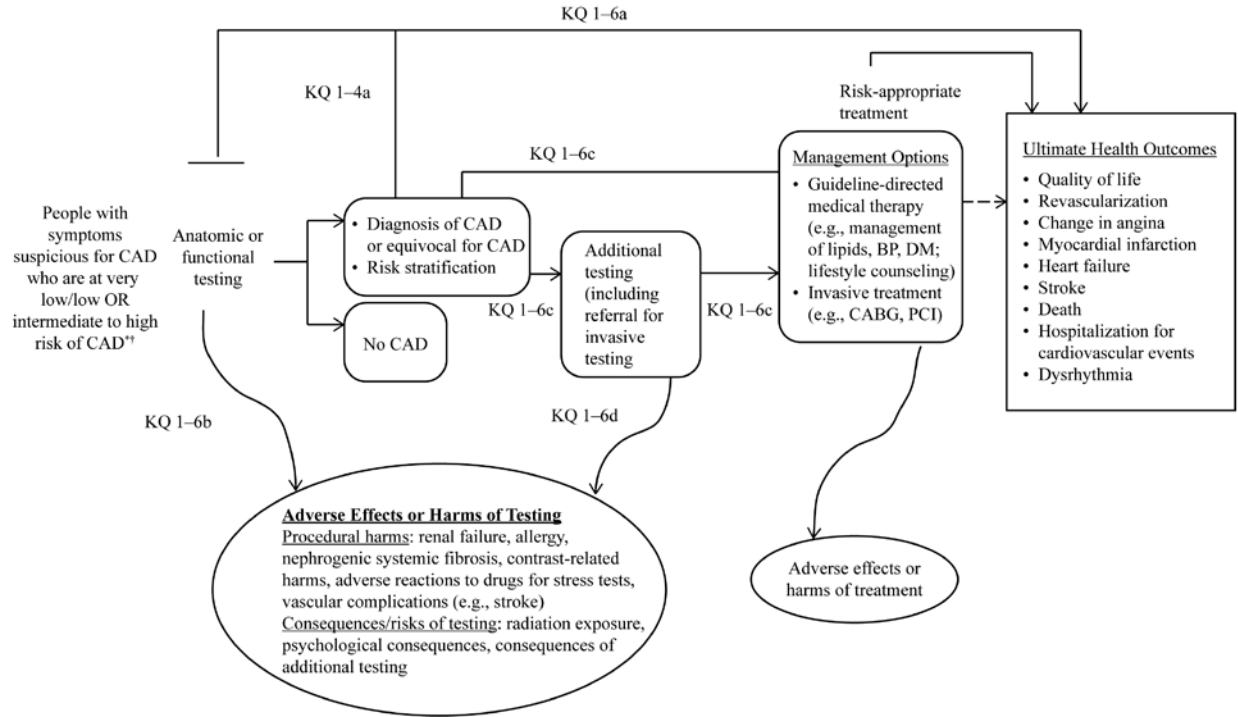 KQ 1–6a
KQ 1–4a
Risk-appropriate
treatment
KQ 1–6c
People with
symptoms
suspicious for CAD
who are at very
low/low OR
intermediate to high
risk of CAD*†
Anatomic or
functional
testing
• Diagnosis of CAD
or equivocal for CAD
• Risk stratification
No CAD
KQ 1–6c
Additional
testing
(including
referral for
invasive
testing
KQ 1–6c
Management Options
• Guideline-directed
medical therapy
(e.g., management
of lipids, BP, DM;
lifestyle counseling)
• Invasive treatment
(e.g., CABG, PCI)
Ultimate Health Outcomes
• Quality of life
• Revascularization
• Change in angina
• Myocardial infarction
• Heart failure
• Stroke
• Death
• Hospitalization for
cardiovascular events
• Dysrhythmia
KQ 1–6b
KQ 1–6d
Adverse Effects or Harms of Testing
Procedural harms: renal failure, allergy,
nephrogenic systemic fibrosis, contrast-related
harms, adverse reactions to drugs for stress tests,
vascular complications (e.g., stroke)
Consequences/risks of testing: radiation exposure,
psychological consequences, consequences of
additional testing
Adverse effects or
harms of treatment